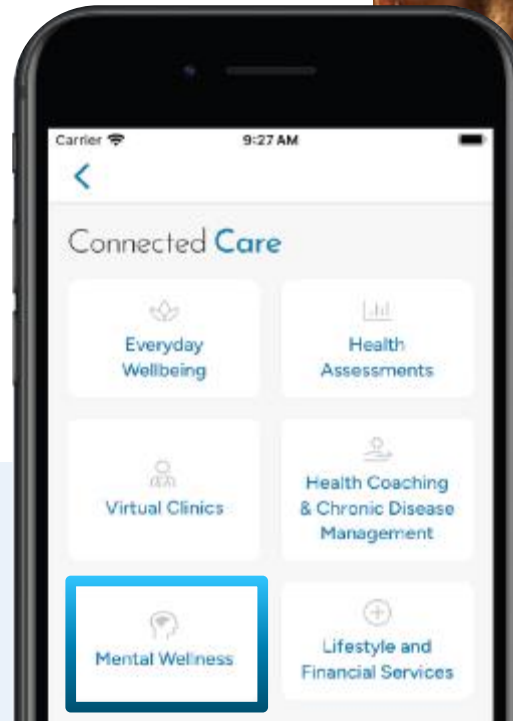 Carrier 9:27 AM
Connected Care
Everyday
Wellbeing
Health
Assessments
Virtual Clinics
Health Coaching
& Chronic Disease
Management
Mental Wellness
Lifestyle and
Financial Services